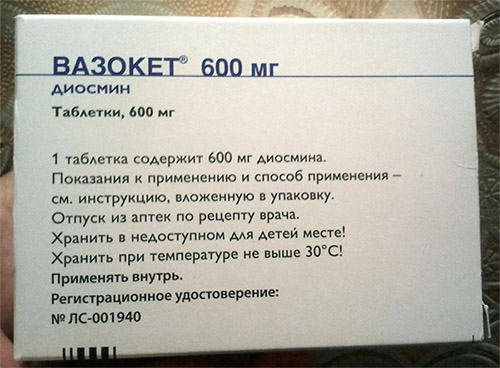 ВАЗОКЕТ® 600 мг
ДИОСМИН
Таблетки, 600 мг
1 таблетка содержит 600 мг диосмина.
Показания к применению и способ применения –
см. инструкцию, вложенную в упаковку.
Отпуск из аптек по рецепту врача.
Хранить в недоступном для детей месте!
Хранить при температуре не выше 30°С!
Применять внутрь.
Регистрационное удостоверение:
№ ЛС-001940